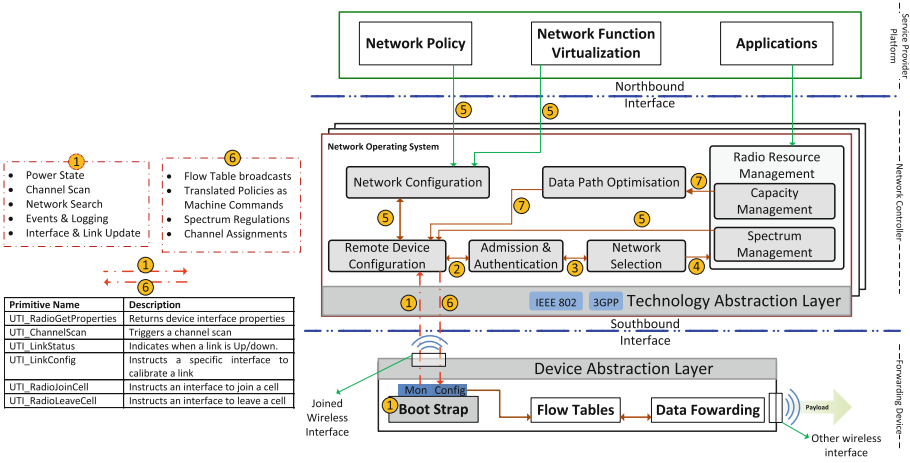 Network Policy
Network Function
Virtualization
Applications
Service Provider
Platform
Northbound
Interface
5
5
Network Operating System
Network Configuration
Data Path Optimisation
Radio Resource
Management
7
Capacity
Management
5
7
5
Spectrum
Management
Remote Device
Configuration
2
Admission &
Authentication
3
Network
Selection
4
1
6
IEEE 802
3GPP
Technology Abstraction Layer
Network Controller
Southbound
Interface
1
• Power State
• Channel Scan
• Network Search
• Events & Logging
• Interface & Link Update
6
• Flow Table broadcasts
• Translated Policies as
Machine Commands
• Spectrum Regulations
• Channel Assignments
1
6
Primitive Name Description
UTI_RadioGetProperties Returns device interface properties
UTI_ChannelScan Triggers a channel scan
UTI_LinkStatus Indicates when a link is Up/down.
UTI_LinkConfig Instructs a specific interface to
calibrate a link
UTI_RadioJoinCell Instructs an interface to join a cell
UTI_RadioLeaveCell Instructs an interface to leave a cell
Device Abstraction Layer
Mon Config
1
Boot Strap
Flow Tables
Data Fowarding
Payload
Joined
Wireless
Interface
Other wireless
interface
Forwarding Device